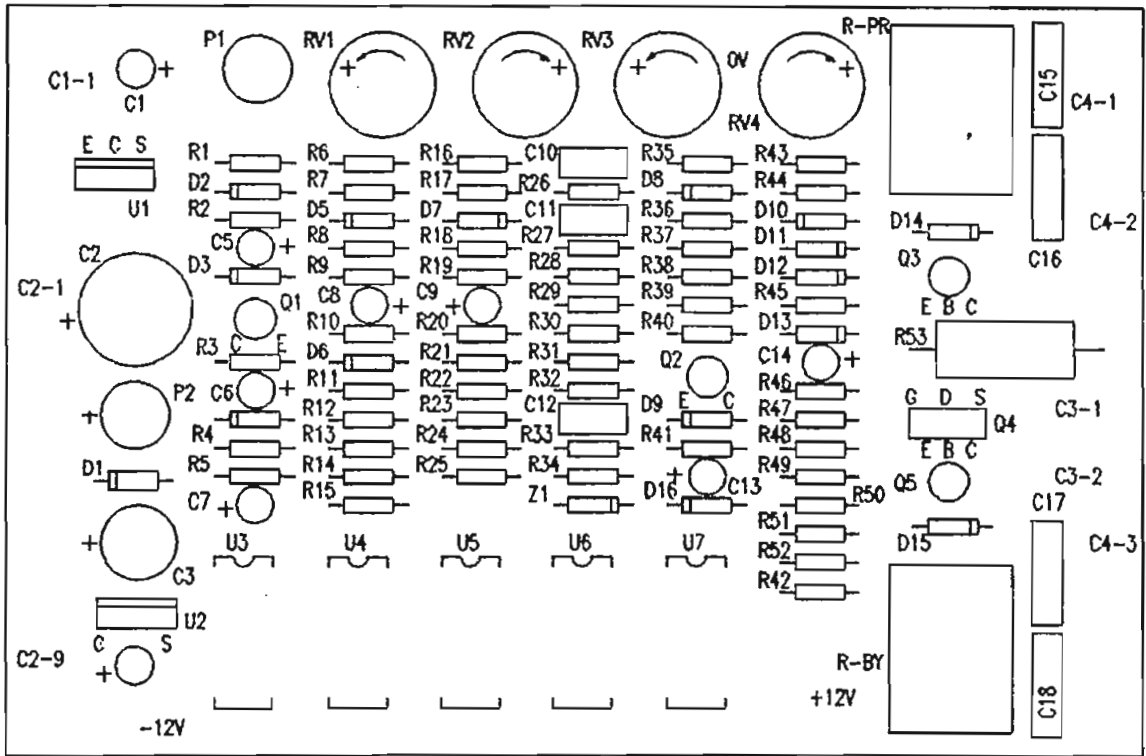 P1 RV1 RV2 RV3 0V R-PR
C1-1 + C1 + + + + RV4 C15 C4-1
E C S
U1
R1 R6 R16 C10 R35 R43
D2 R7 R17 R26 D8 R44
R2 D5 D7 C11 R36 D10 C4-2
C5 + R8 R18 R27 R37 D11 D14
C2 D3 R9 R19 R28 R38 D12 Q3 C16
C2-1 + Q1 C8 + C9 + R29 R39 R45 E B C
C E R10 R20 R30 R40 D13 R53
R3 D6 R21 R31 Q2 C14 +
C6 + R11 R22 R32 E C R46 G D S C3-1
P2 + R12 R23 C12 D9 R47 Q4
R4 R13 R24 R33 R41 R48 E B C
D1 R5 R14 R25 R34 + C13 R49 Q5 C3-2
C7 + R15 Z1 D16 R50 C17
R51 D15
+ C3 U3 U4 U5 U6 U7 R52 C4-3
R42
U2
C S
C2-9 + R-BY
-12V +12V C18